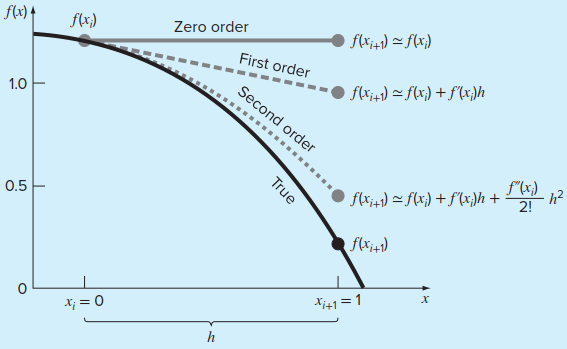 f(x)
f(xᵢ)
Zero order
f(xᵢ₊₁) ≃ f(xᵢ)
First order
1.0
f(xᵢ₊₁) ≃ f(xᵢ) + f′(xᵢ)h
Second order
0.5
True
f(xᵢ₊₁) ≃ f(xᵢ) + f′(xᵢ)h + f″(xᵢ)/2! h²
f(xᵢ₊₁)
0
xᵢ = 0
xᵢ₊₁ = 1
x
h